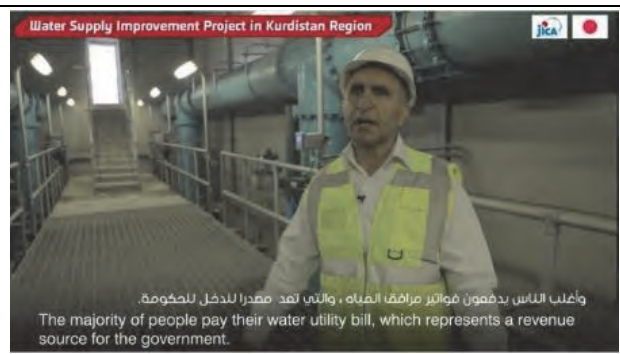 Water Supply Improvement Project in Kurdistan Region
jica
وأغلب الناس يدفعون فواتير مرافق المياه ، والتي تعد مصدرا للدخل للحكومة.
The majority of people pay their water utility bill, which represents a revenue
source for the government.